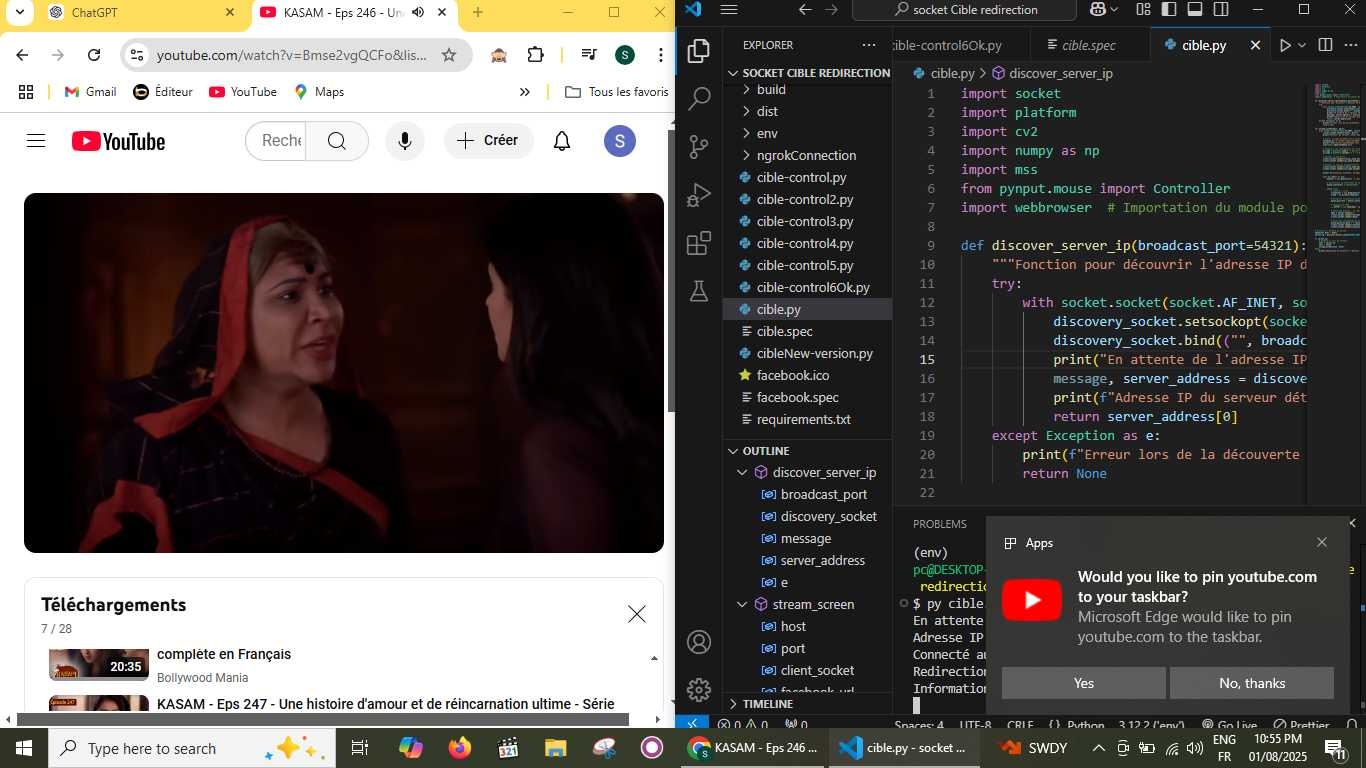 ChatGPT
KASAM - Eps 246 - Un
youtube.com/watch?v=Bmse2vgQCFo&lis...
S
Gmail
Éditeur
YouTube
Maps
Tous les favoris
YouTube
Reche
Créer
S
Téléchargements
7 / 28
complète en Français
20:35
Bollywood Mania
KASAM - Eps 247 - Une histoire d'amour et de réincarnation ultime - Série
socket Cible redirection
EXPLORER
cible-control6Ok.py
cible.spec
cible.py
SOCKET CIBLE REDIRECTION
build
dist
env
ngrokConnection
cible-control.py
cible-control2.py
cible-control3.py
cible-control4.py
cible-control5.py
cible-control6Ok.py
cible.py
cible.spec
cibleNew-version.py
facebook.ico
facebook.spec
requirements.txt
OUTLINE
discover_server_ip
broadcast_port
discovery_socket
message
server_address
e
stream_screen
host
port
client_socket
facebook_url
TIMELINE
cible.py > discover_server_ip
1 import socket
2 import platform
3 import cv2
4 import numpy as np
5 import mss
6 from pynput.mouse import Controller
7 import webbrowser # Importation du module po
8
9 def discover_server_ip(broadcast_port=54321):
10 """Fonction pour découvrir l'adresse IP d
11 try:
12 with socket.socket(socket.AF_INET, so
13 discovery_socket.setsockopt(socke
14 discovery_socket.bind(("", broadc
15 print("En attente de l'adresse IP
16 message, server_address = discove
17 print(f"Adresse IP du serveur dét
18 return server_address[0]
19 except Exception as e:
20 print(f"Erreur lors de la découverte
21 return None
22
PROBLEMS
(env)
pc@DESKTOP-
redirectio
$ py cible.
En attente
Adresse IP
Connecté au
Redirection
Information
Apps
Would you like to pin youtube.com
to your taskbar?
Microsoft Edge would like to pin
youtube.com to the taskbar.
Yes
No, thanks
0 0 0
Spaces: 4 UTF-8 CRLF {} Python 3.12.2 ('env') Go Live Prettier
Type here to search
KASAM - Eps 246 ...
cible.py - socket ...
SWDY
ENG
FR
10:55 PM
01/08/2025
11